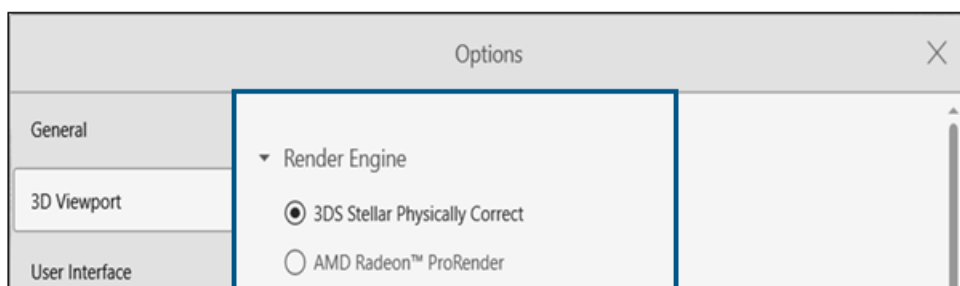 Options
General
Render Engine
3D Viewport
3DS Stellar Physically Correct
AMD Radeon™ ProRender
User Interface